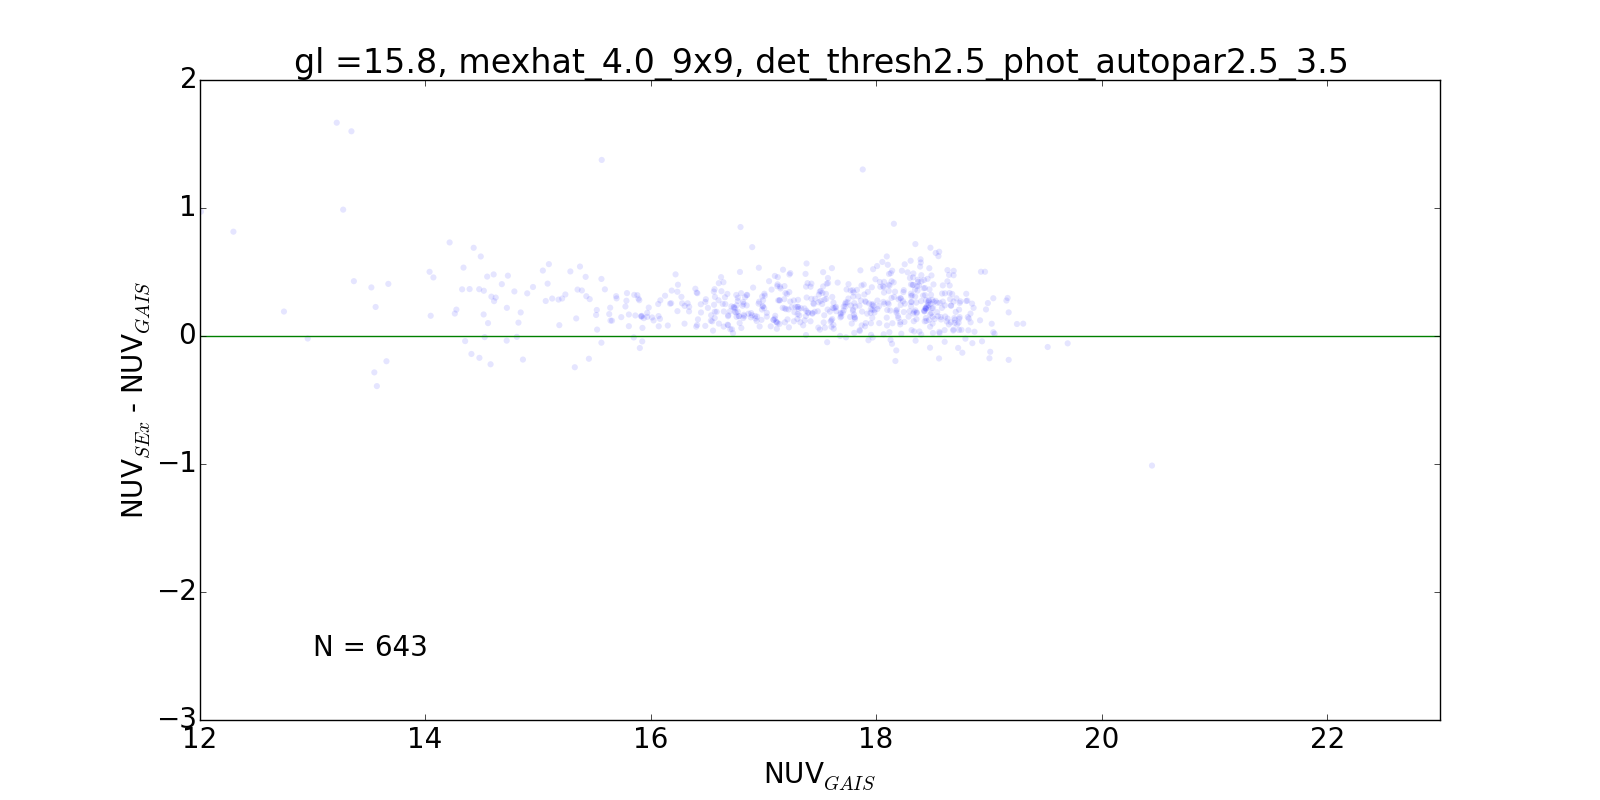 gl =15.8, mexhat_4.0_9x9, det_thresh2.5_phot_autopar2.5_3.5
2
1
0
−1
−2
−3
NUV_SEx - NUV_GAIS
N = 643
12 14 16 18 20 22
NUV_GAIS